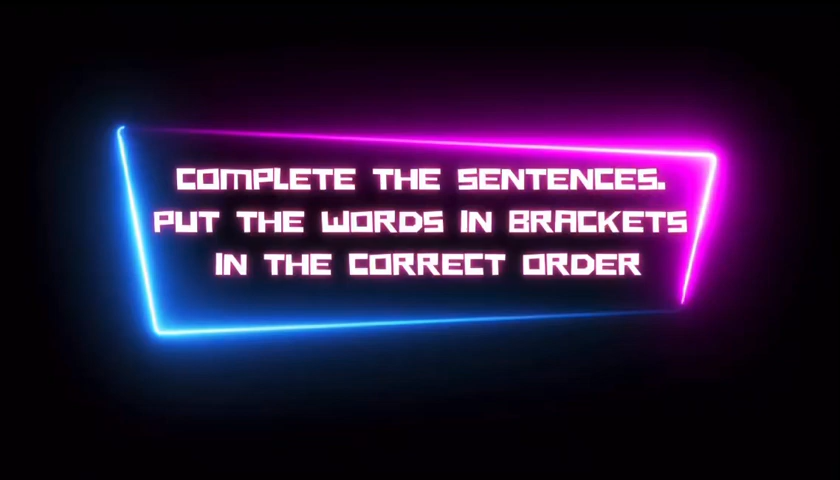 COMPLETE THE SENTENCES.
PUT THE WORDS IN BRACKETS
IN THE CORRECT ORDER